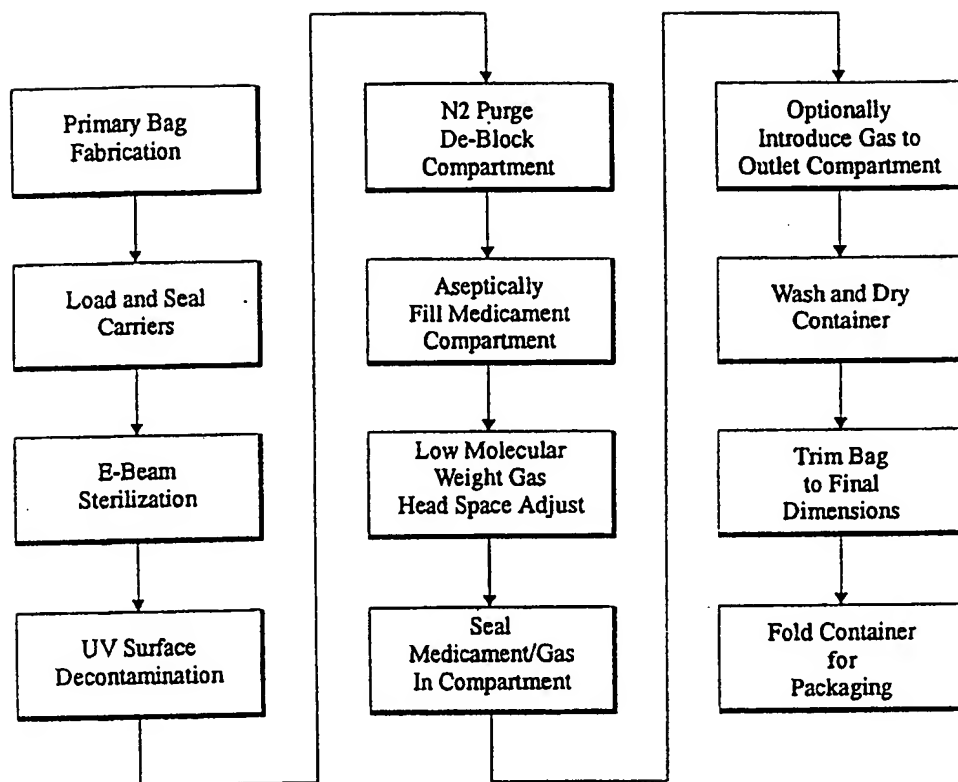 Primary Bag
Fabrication
Load and Seal
Carriers
E-Beam
Sterilization
UV Surface
Decontamination
N2 Purge
De-Block
Compartment
Aseptically
Fill Medicament
Compartment
Low Molecular
Weight Gas
Head Space Adjust
Seal
Medicament/Gas
In Compartment
Optionally
Introduce Gas to
Outlet Compartment
Wash and Dry
Container
Trim Bag
to Final
Dimensions
Fold Container
for
Packaging